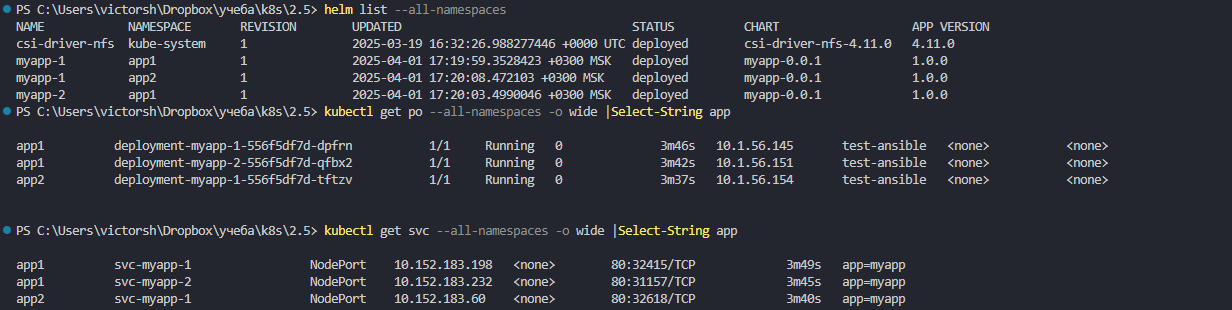 PS C:\Users\victorsh\Dropbox\учеба\k8s\2.5> helm list --all-namespaces
NAME NAMESPACE REVISION UPDATED STATUS CHART APP VERSION
csi-driver-nfs kube-system 1 2025-03-19 16:32:26.988277446 +0000 UTC deployed csi-driver-nfs-4.11.0 4.11.0
myapp-1 app1 1 2025-04-01 17:19:59.3528423 +0300 MSK deployed myapp-0.0.1 1.0.0
myapp-1 app2 1 2025-04-01 17:20:08.472103 +0300 MSK deployed myapp-0.0.1 1.0.0
myapp-2 app1 1 2025-04-01 17:20:03.4990046 +0300 MSK deployed myapp-0.0.1 1.0.0
PS C:\Users\victorsh\Dropbox\учеба\k8s\2.5> kubectl get po --all-namespaces -o wide |Select-String app
app1 deployment-myapp-1-556f5df7d-dpfrn 1/1 Running 0 3m46s 10.1.56.145 test-ansible <none> <none>
app1 deployment-myapp-2-556f5df7d-qfbx2 1/1 Running 0 3m42s 10.1.56.151 test-ansible <none> <none>
app2 deployment-myapp-1-556f5df7d-tftzv 1/1 Running 0 3m37s 10.1.56.154 test-ansible <none> <none>
PS C:\Users\victorsh\Dropbox\учеба\k8s\2.5> kubectl get svc --all-namespaces -o wide |Select-String app
app1 svc-myapp-1 NodePort 10.152.183.198 <none> 80:32415/TCP 3m49s app=myapp
app1 svc-myapp-2 NodePort 10.152.183.232 <none> 80:31157/TCP 3m45s app=myapp
app2 svc-myapp-1 NodePort 10.152.183.60 <none> 80:32618/TCP 3m40s app=myapp